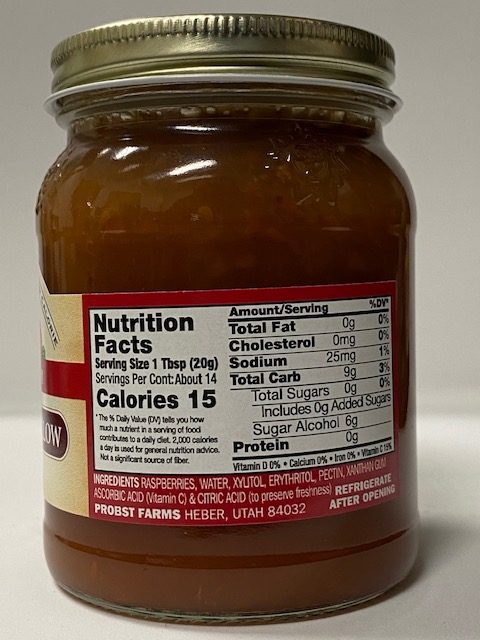 CALORIE
LOW
Nutrition
Facts
Serving Size 1 Tbsp (20g)
Servings Per Cont: About 14
Calories 15
*The % Daily Value (DV) tells you how
much a nutrient in a serving of food
contributes to a daily diet. 2,000 calories
a day is used for general nutrition advice.
Not a significant source of fiber.
Amount/Serving %DV*
Total Fat 0g 0%
Cholesterol 0mg 0%
Sodium 25mg 1%
Total Carb 9g 3%
Total Sugars 0g 0%
Includes 0g Added Sugars
Sugar Alcohol 6g
Protein 0g
Vitamin D 0% • Calcium 0% • Iron 0% • Vitamin C 15%
INGREDIENTS RASPBERRIES, WATER, XYLITOL, ERYTHRITOL, PECTIN, XANTHAN GUM
ASCORBIC ACID (Vitamin C) & CITRIC ACID (to preserve freshness)
PROBST FARMS HEBER, UTAH 84032
REFRIGERATE
AFTER OPENING